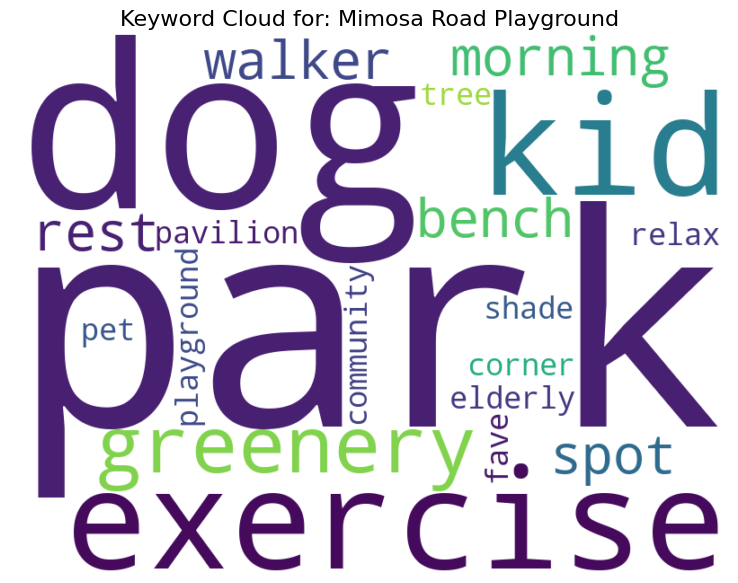 Keyword Cloud for: Mimosa Road Playground
walker
morning
dog
tree
kid
rest
pavilion
bench
relax
park
playground
community
pet
shade
corner
elderly
greenery
fave
spot
exercise